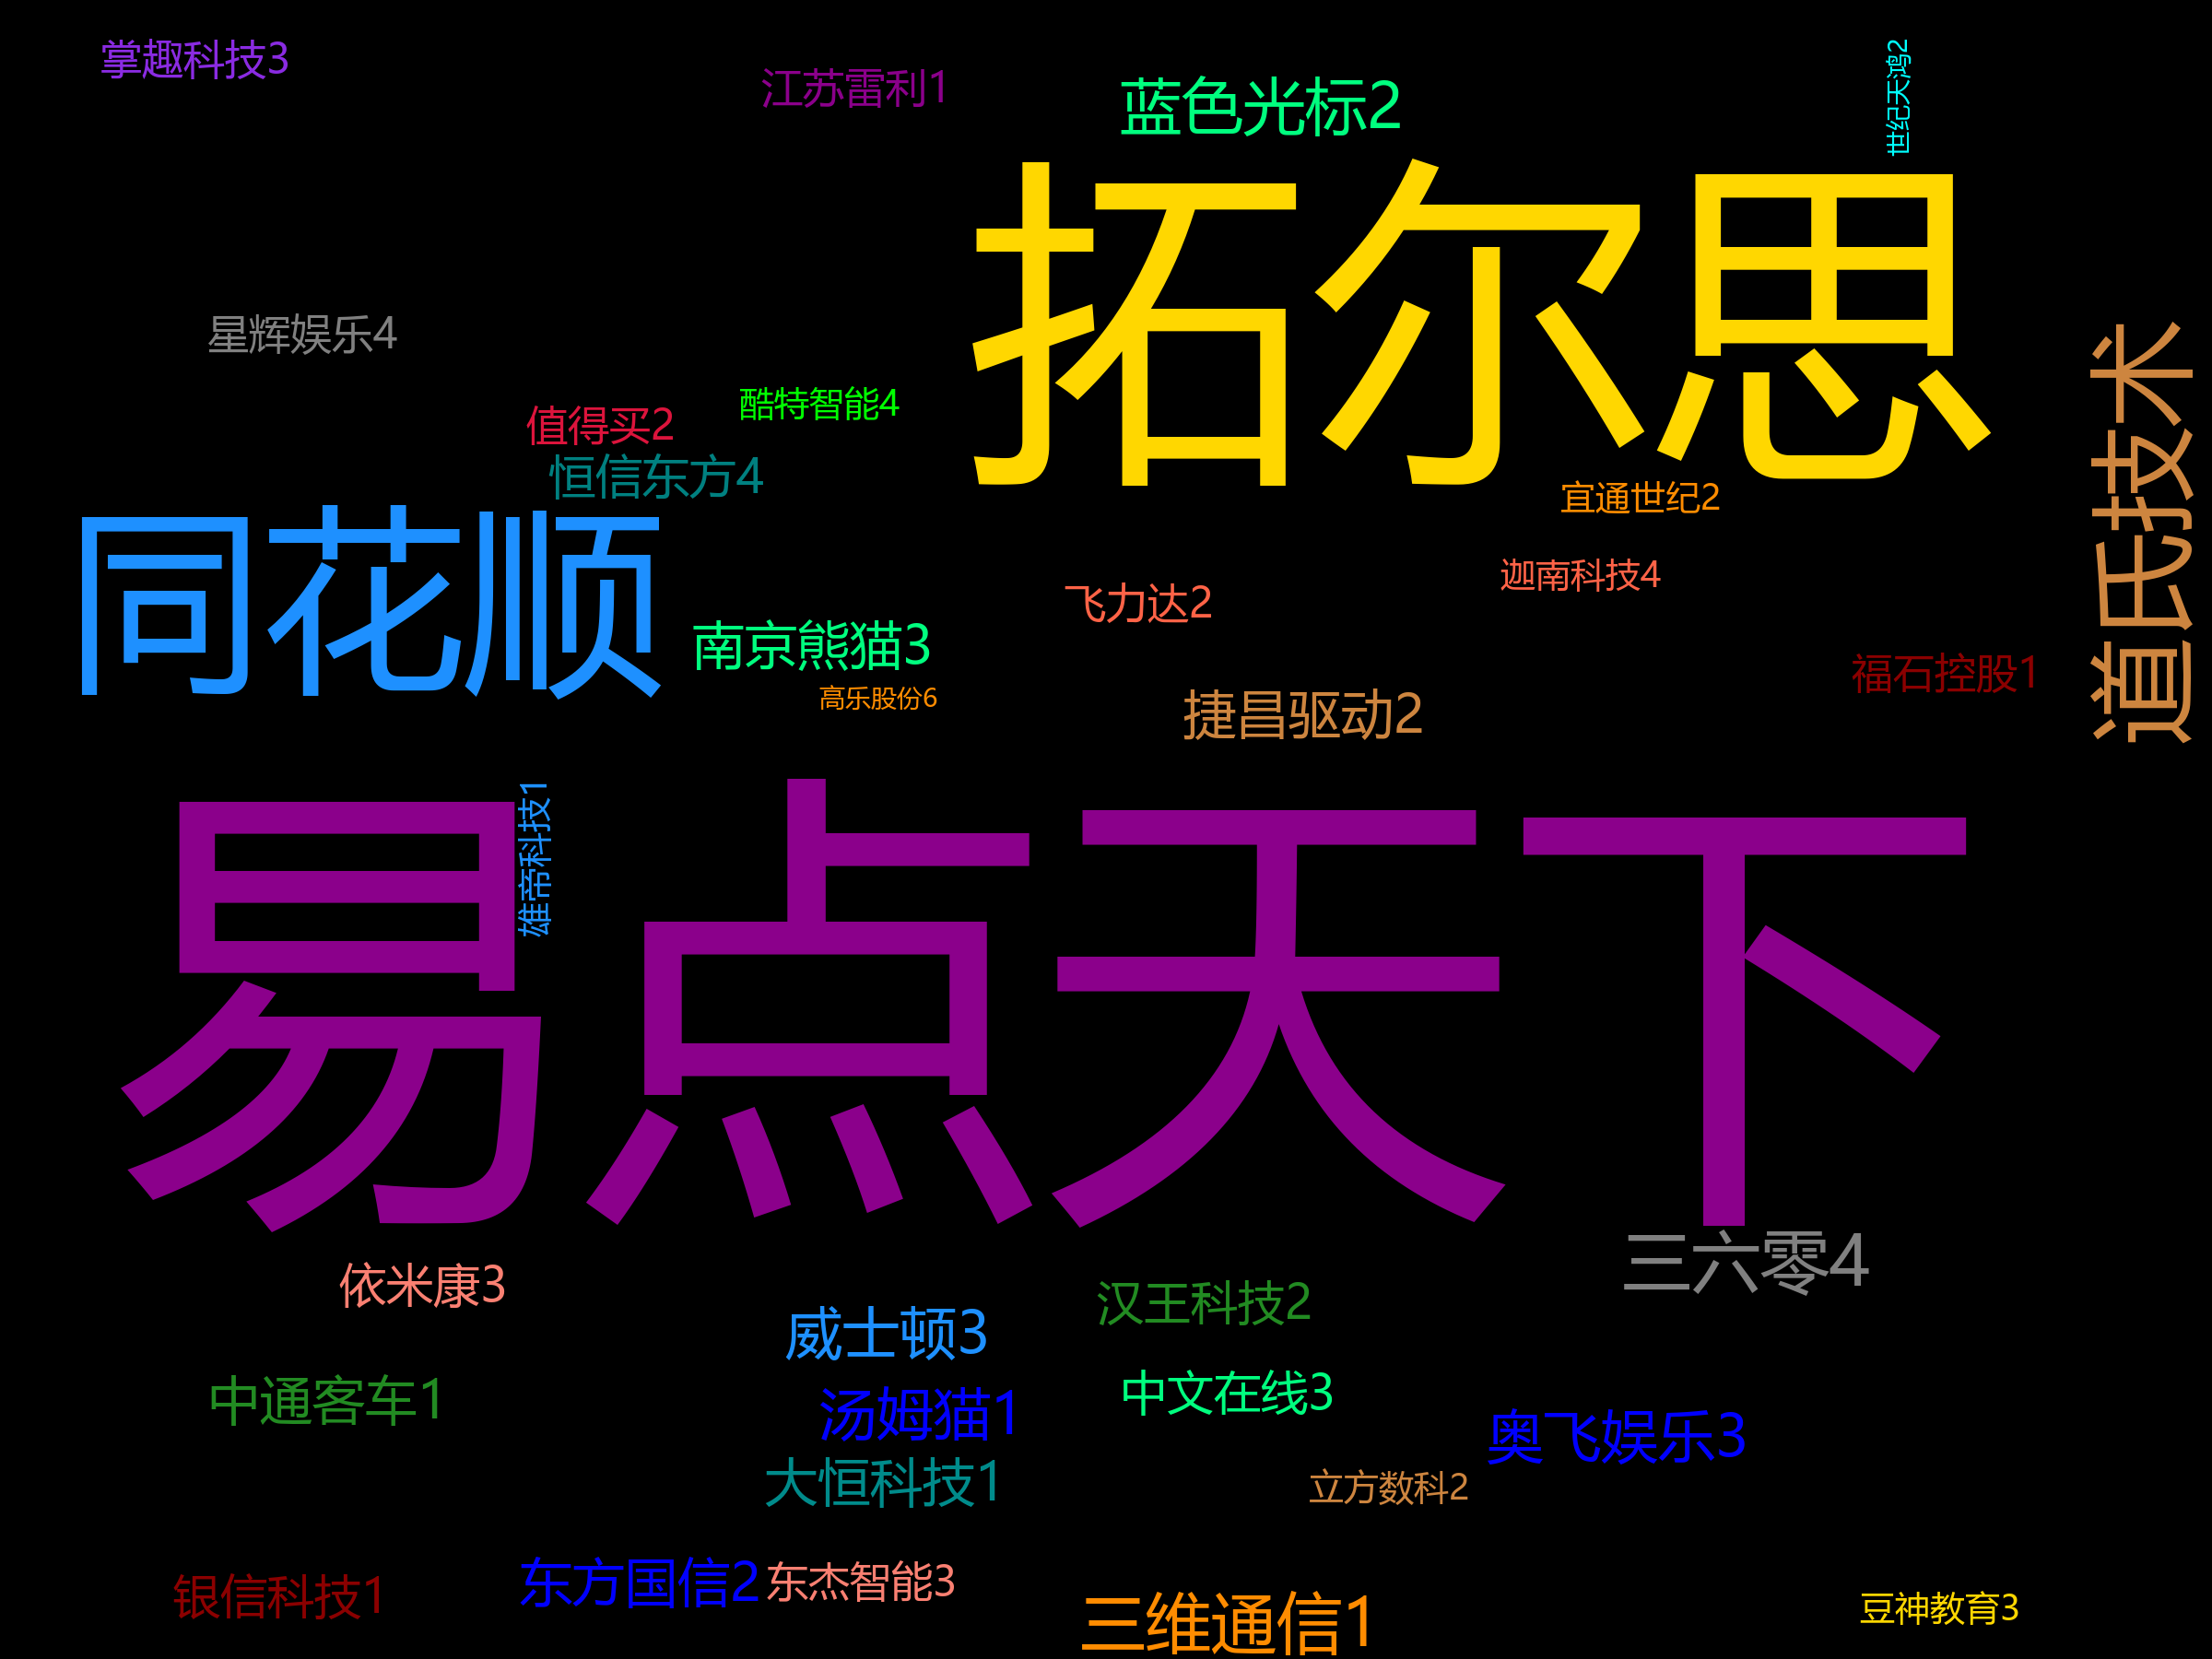 掌趣科技3
江苏雷利1
蓝色光标2
世纪天鸿2
拓尔思
星辉娱乐4
酷特智能4
值得买2
恒信东方4
道氏技术
宜通世纪2
同花顺
迦南科技4
飞力达2
南京熊猫3
福石控股1
高乐股份6
捷昌驱动2
雄帝科技1
易点天下
三六零4
依米康3
汉王科技2
威士顿3
中通客车1
中文在线3
汤姆猫1
奥飞娱乐3
大恒科技1
立方数科2
银信科技1
东方国信2
东杰智能3
三维通信1
豆神教育3